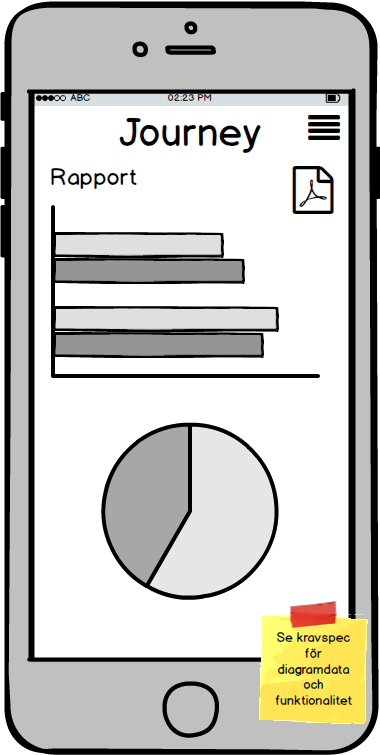 ABC 02:23 PM
Journey
Rapport
Se kravspec
för
diagramdata
och
funktionalitet